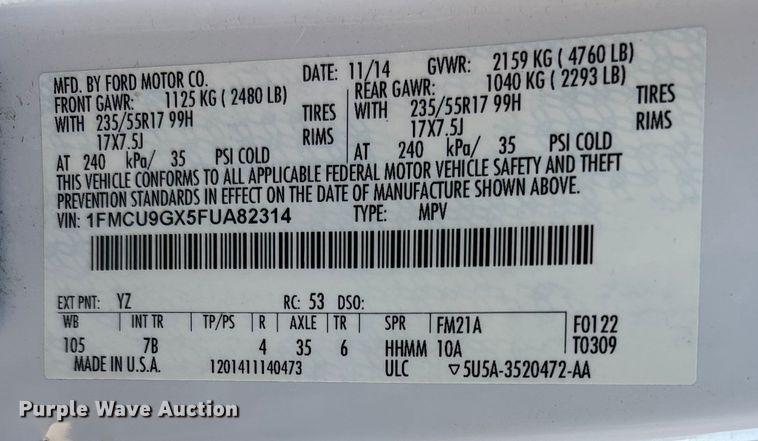 MFD. BY FORD MOTOR CO. DATE: 11/14 GVWR: 2159 KG ( 4760 LB)
FRONT GAWR: 1125 KG ( 2480 LB) REAR GAWR: 1040 KG ( 2293 LB)
WITH 235/55R17 99H TIRES WITH 235/55R17 99H TIRES
17X7.5J RIMS 17X7.5J RIMS
AT 240 kPa/ 35 PSI COLD AT 240 kPa/ 35 PSI COLD
THIS VEHICLE CONFORMS TO ALL APPLICABLE FEDERAL MOTOR VEHICLE SAFETY AND THEFT
PREVENTION STANDARDS IN EFFECT ON THE DATE OF MANUFACTURE SHOWN ABOVE.
VIN: 1FMCU9GX5FUA82314 TYPE: MPV
EXT PNT: YZ RC: 53 DSO:
WB INT TR TP/PS R AXLE TR SPR FM21A F0122
105 7B 4 35 6 HHMM 10A T0309
MADE IN U.S.A. 1201411140473 ULC ▽5U5A-3520472-AA
Purple Wave Auction